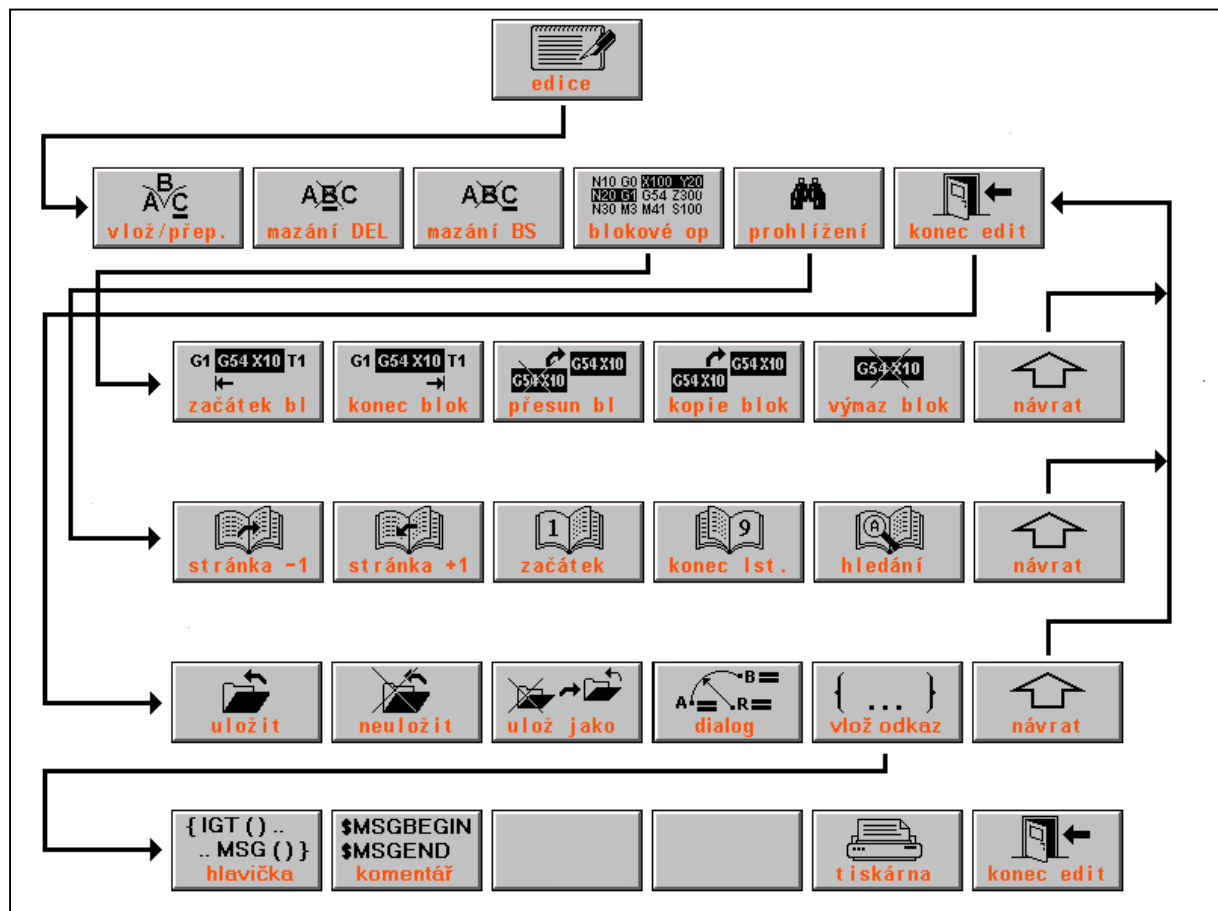 edice
B
A C
vlož/přep.
ABC
mazání DEL
ABC
mazání BS
N10 G0 X100 Y20
N20 G1 G54 Z300
N30 M3 M41 S100
blokové op
prohlížení
konec edit
G1 G54 X10 T1
začátek bl
G1 G54 X10 T1
konec blok
G54 X10
G54 X10
přesun bl
G54 X10
G54 X10
kopie blok
G54 X10
výmaz blok
návrat
stránka -1
stránka +1
1
začátek
9
konec lst.
A
hledání
návrat
uložit
neuložit
ulož jako
B =
A = R =
dialog
{ ... }
vlož odkaz
návrat
{ IGT () ..
.. MSG () }
hlavička
$MSGBEGIN
$MSGEND
komentář
tiskárna
konec edit